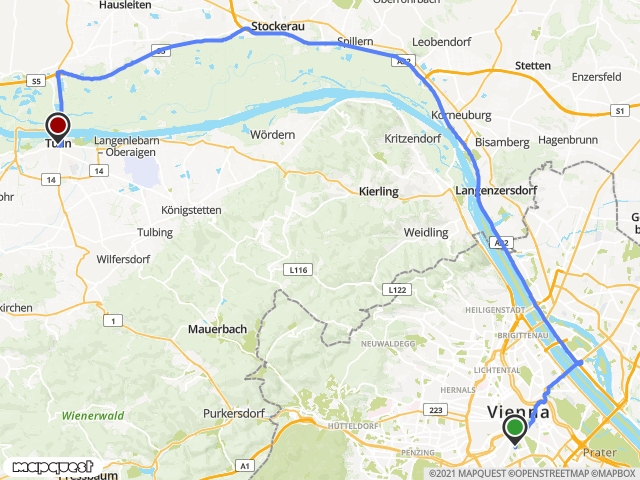 Hausleiten
Oberrohrbach
Stockerau
Spillern
Leobendorf
S5
Stetten
S5
A22
Enzersfeld
S1
Korneuburg
Tulln
Langenlebarn
- Oberaigen
Wördern
Kritzendorf
Bisamberg
Hagenbrunn
14
14
Kierling
Langenzersdorf
Königstetten
Tulbing
Weidling
A22
Wilfersdorf
L116
L122
HEILIGENSTADT
1
Mauerbach
NEUWALDEGG
BRIGITTENAU
LICHTENTAL
HERNALS
Wienerwald
Purkersdorf
223
Vienna
HÜTTELDORF
PENZING
Prater
A1
mapquest
Pressbaum
©2021 MAPQUEST ©OPENSTREETMAP ©MAPBOX